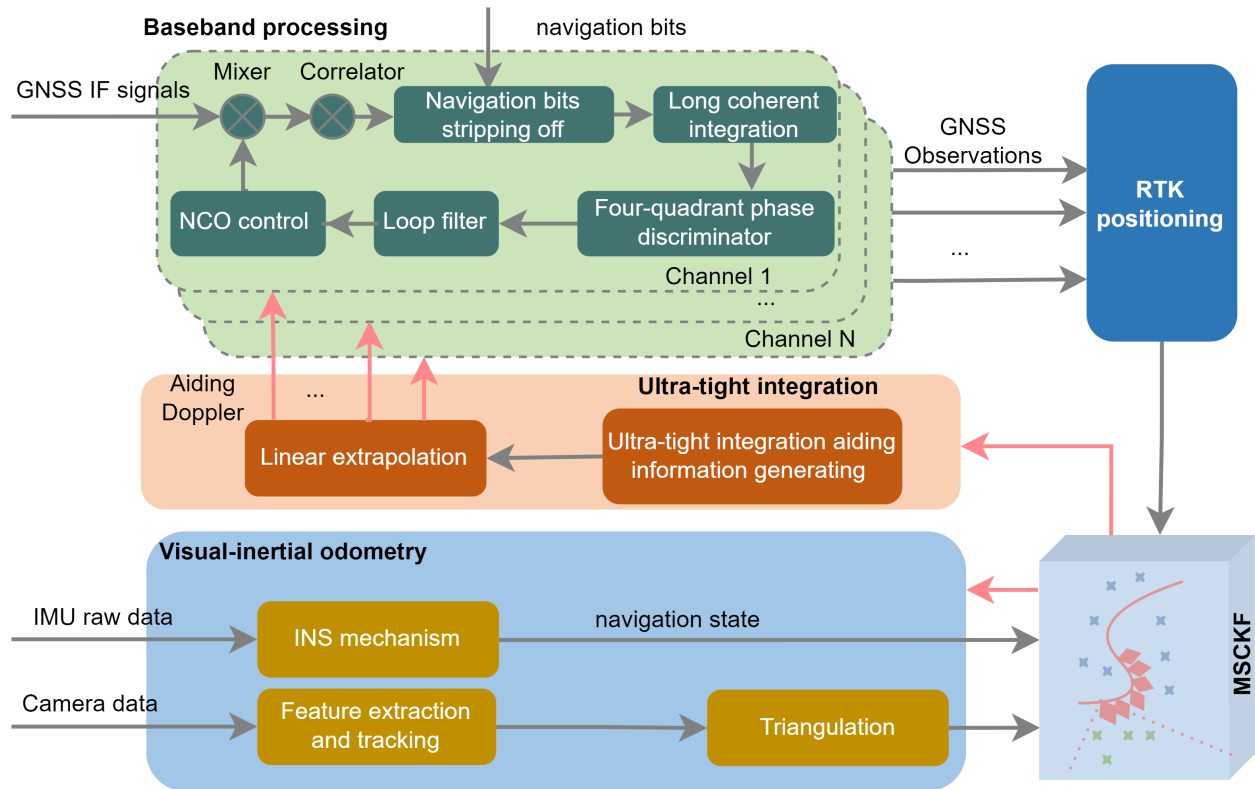 Baseband processing
navigation bits
GNSS IF signals
Mixer
Correlator
Navigation bits
stripping off
Long coherent
integration
NCO control
Loop filter
Four-quadrant phase
discriminator
Channel 1
...
Channel N
GNSS
Observations
...
RTK
positioning
Aiding
Doppler
...
Ultra-tight integration
Linear extrapolation
Ultra-tight integration aiding
information generating
Visual-inertial odometry
IMU raw data
INS mechanism
navigation state
Camera data
Feature extraction
and tracking
Triangulation
MSCKF